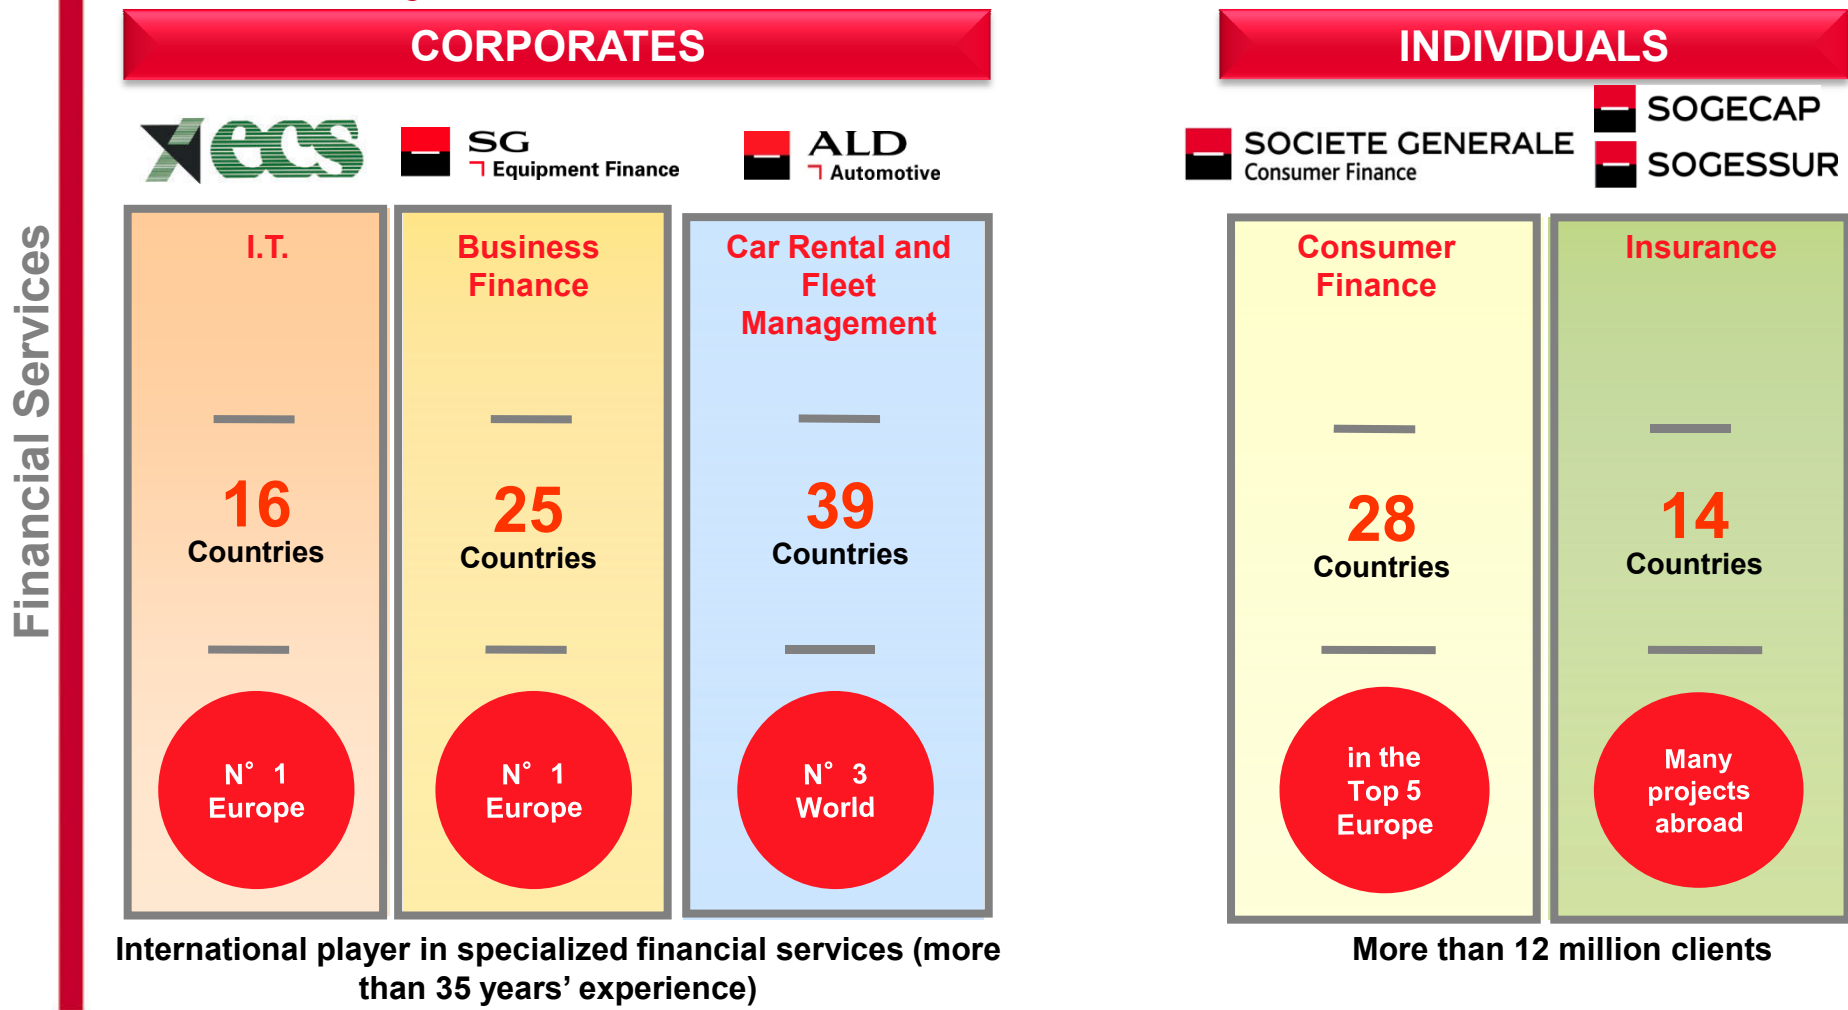 CORPORATES
INDIVIDUALS
ecs
SG
Equipment Finance
ALD
Automotive
SOCIETE GENERALE
Consumer Finance
SOGECAP
SOGESSUR
Financial Services
I.T.
16
Countries
N° 1
Europe
Business
Finance
25
Countries
N° 1
Europe
Car Rental and
Fleet
Management
39
Countries
N° 3
World
Consumer
Finance
28
Countries
in the
Top 5
Europe
Insurance
14
Countries
Many
projects
abroad
International player in specialized financial services (more
than 35 years’ experience)
More than 12 million clients